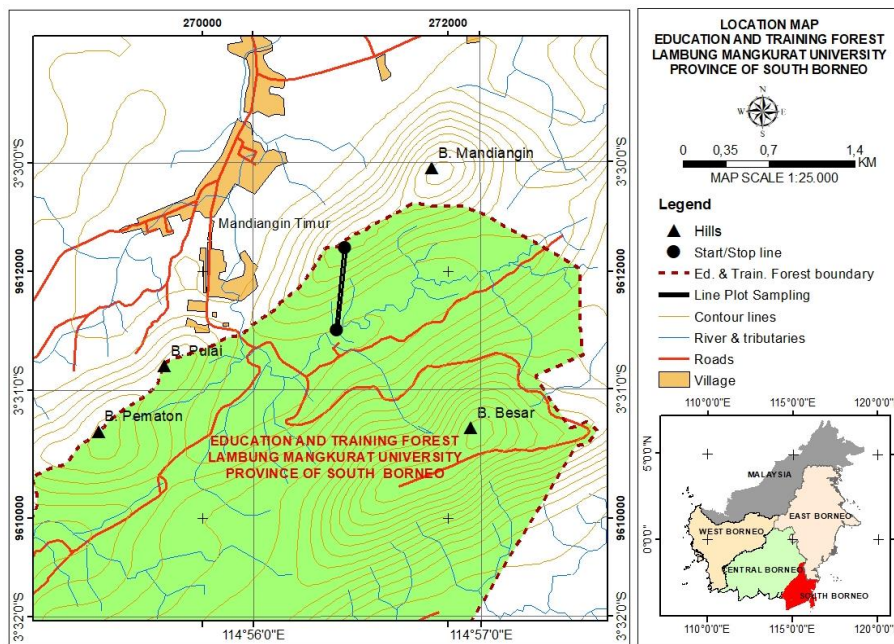 270000
272000
3°30'0"S
3°30'0"S
B. Mandiangin
Mandiangin Timur
9612000
9612000
B. Pulai
3°31'0"S
3°31'0"S
B. Pematon
B. Besar
EDUCATION AND TRAINING FOREST
LAMBUNG MANGKURAT UNIVERSITY
PROVINCE OF SOUTH BORNEO
9610000
9610000
3°32'0"S
3°32'0"S
114°56'0"E
114°57'0"E
LOCATION MAP
EDUCATION AND TRAINING FOREST
LAMBUNG MANGKURAT UNIVERSITY
PROVINCE OF SOUTH BORNEO
N
W E
S
0 0,35 0,7 1,4
KM
MAP SCALE 1:25.000
Legend
Hills
Start/Stop line
Ed. & Train. Forest boundary
Line Plot Sampling
Contour lines
River & tributaries
Roads
Village
110°0'0"E 115°0'0"E 120°0'0"
5°0'0"N
MALAYSIA
EAST BORNEO
WEST BORNEO
0°0'0"
CENTRAL BORNEO
SOUTH BORNEO
110°0'0"E 115°0'0"E 120°0'0"